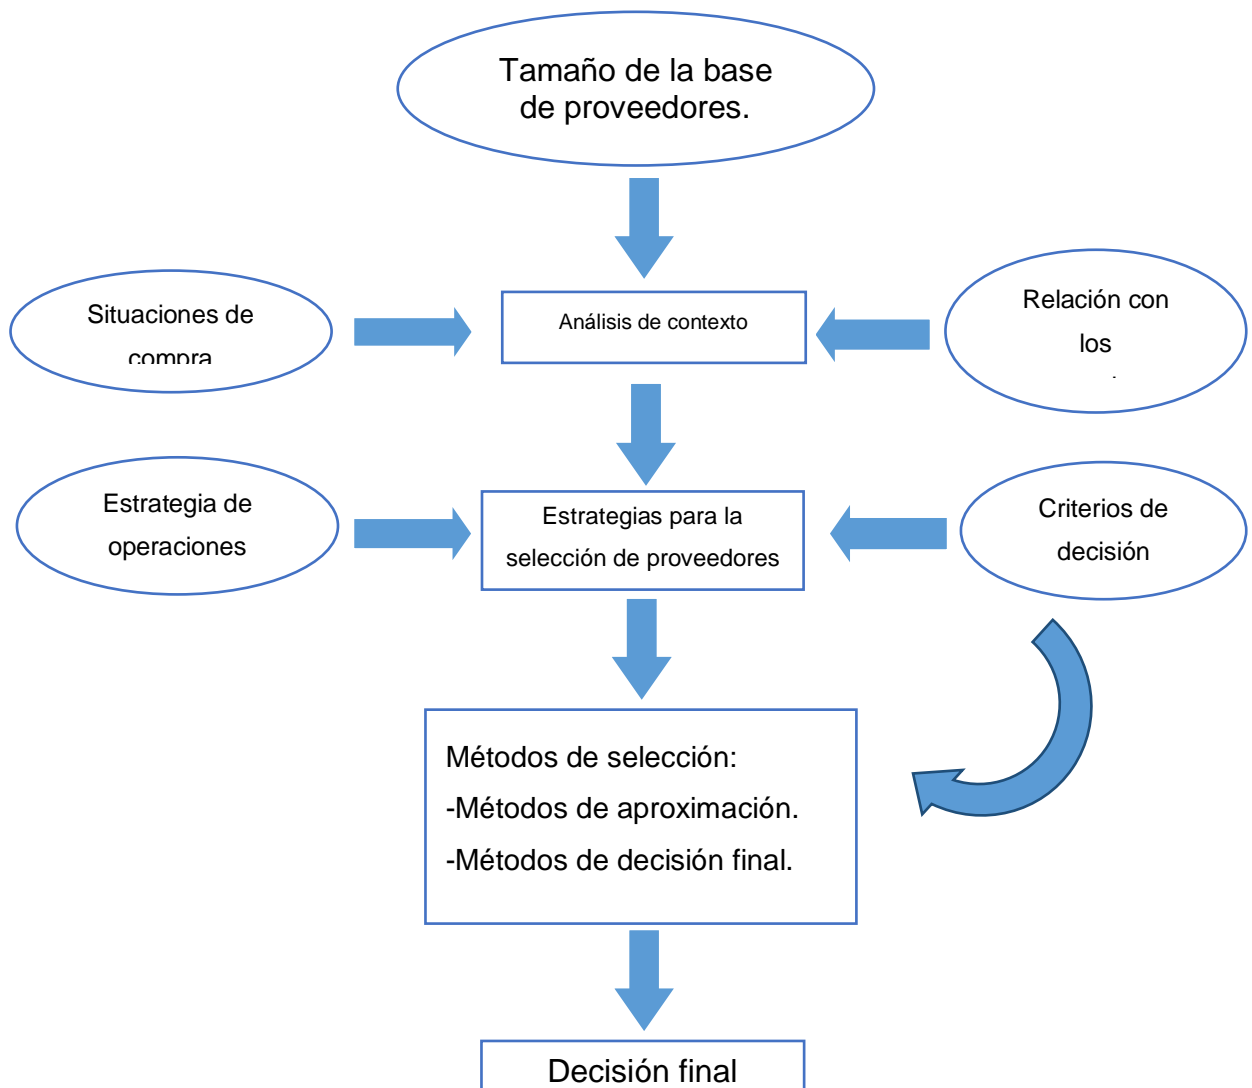 Tamaño de la base
de proveedores.
Situaciones de
compra
Análisis de contexto
Relación con
los
Estrategia de
operaciones
Estrategias para la
selección de proveedores
Criterios de
decisión
Métodos de selección:
-Métodos de aproximación.
-Métodos de decisión final.
Decisión final